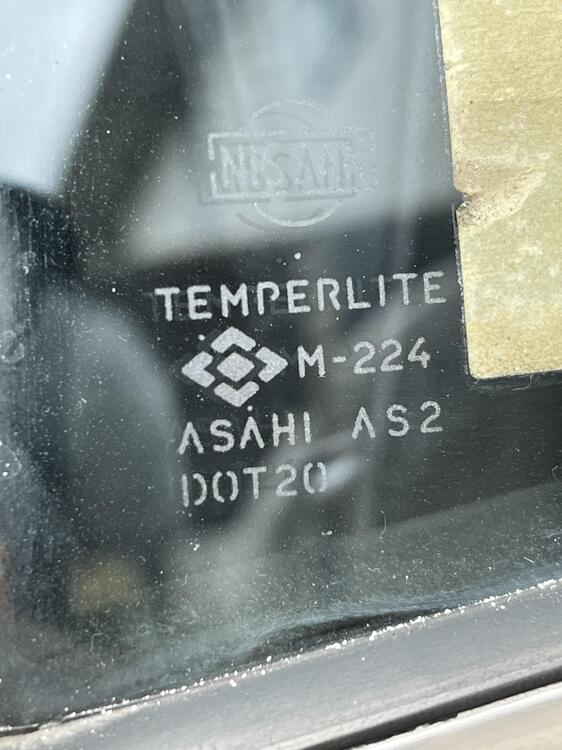 NISSAN
TEMPERLITE
M-224
ASAHI AS2
DOT20